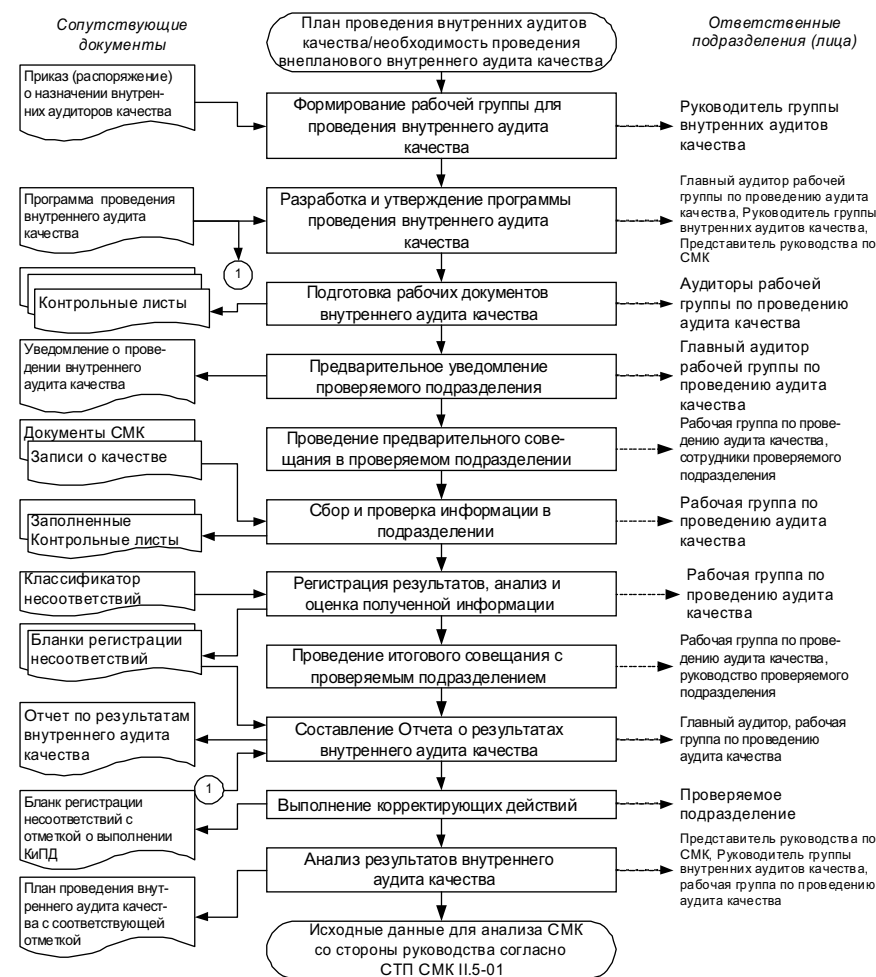 Сопутствующие
документы
План проведения внутренних аудитов
качества/необходимость проведения
внепланового внутреннего аудита качества
Ответственные
подразделения (лица)
Приказ (распоряжение)
о назначении внутрен-
них аудиторов качества
Формирование рабочей группы для
проведения внутреннего аудита
качества
Руководитель группы
внутренних аудитов
качества
Программа проведения
внутреннего аудита
качества
1
Разработка и утверждение программы
проведения внутреннего аудита
качества
Главный аудитор рабочей
группы по проведению аудита
качества, Руководитель группы
внутренних аудитов качества,
Представитель руководства по
СМК
Контрольные листы
Подготовка рабочих документов
внутреннего аудита качества
Аудиторы рабочей
группы по проведению
аудита качества
Уведомление о прове-
дении внутреннего
аудита качества
Предварительное уведомление
проверяемого подразделения
Главный аудитор
рабочей группы по
проведению аудита
качества
Документы СМК
Записи о качестве
Проведение предварительного сове-
щания в проверяемом подразделении
Рабочая группа по прове-
дению аудита качества,
сотрудники проверяемого
подразделения
Заполненные
Контрольные листы
Сбор и проверка информации в
подразделении
Рабочая группа по
проведению аудита
качества
Классификатор
несоответствий
Регистрация результатов, анализ и
оценка полученной информации
Рабочая группа по
проведению аудита
качества
Бланки регистрации
несоответствий
Проведение итогового совещания с
проверяемым подразделением
Рабочая группа по прове-
дению аудита качества,
руководство проверяемого
подразделения
Отчет по результатам
внутреннего аудита
качества
1
Составление Отчета о результатах
внутреннего аудита качества
Главный аудитор, рабочая
группа по проведению
аудита качества
Бланк регистрации
несоответствий с
отметкой о выполнении
КиПД
Выполнение корректирующих действий
Проверяемое
подразделение
План проведения внут-
реннего аудита качест-
ва с соответствующей
отметкой
Анализ результатов внутреннего
аудита качества
Представитель руководства по
СМК, Руководитель группы
внутренних аудитов качества,
рабочая группа по проведению
аудита качества
Исходные данные для анализа СМК
со стороны руководства согласно
СТП СМК II.5-01